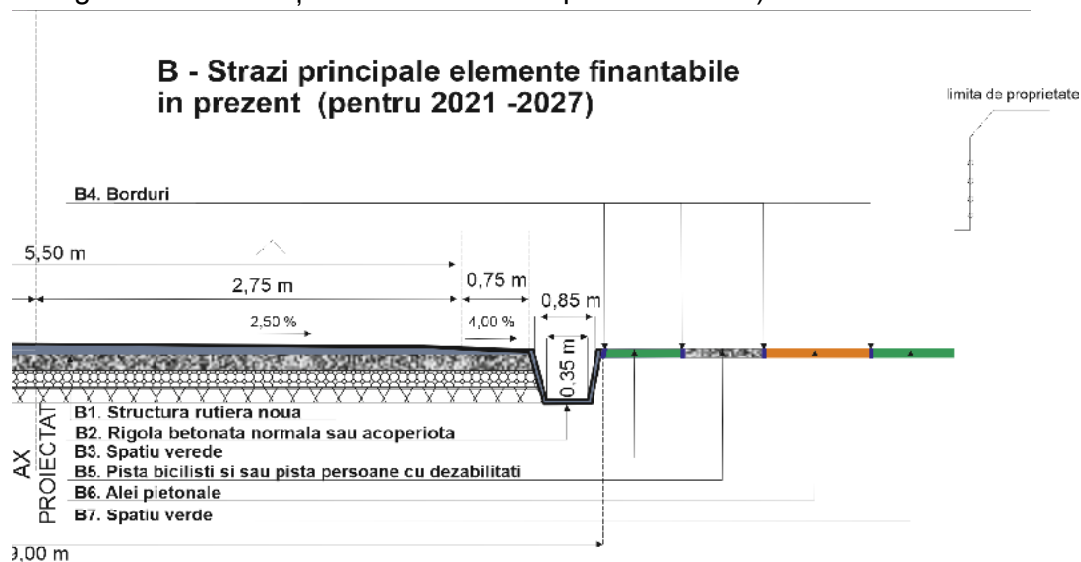 B - Strazi principale elemente finantabile
in prezent (pentru 2021 -2027)
limita de proprietate
B4. Borduri
5,50 m
2,75 m
0,75 m
0,85 m
2,50 %
4,00 %
0,35 m
B1. Structura rutiera noua
B2. Rigola betonata normala sau acoperiota
B3. Spatiu verede
B5. Pista biciclisti si sau pista persoane cu dezabilitati
B6. Alei pietonale
B7. Spatiu verde
AX
PROIECTAT
9,00 m